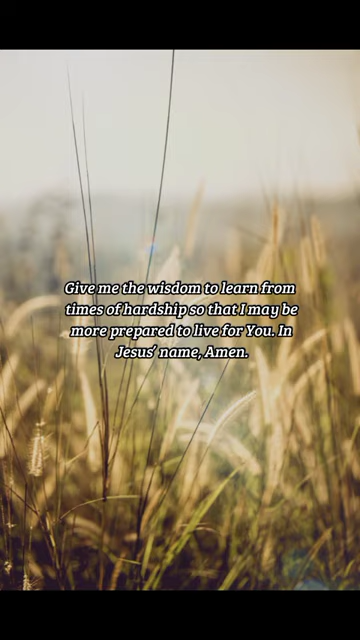 Give me the wisdom to learn from
times of hardship so that I may be
more prepared to live for You. In
Jesus' name, Amen.